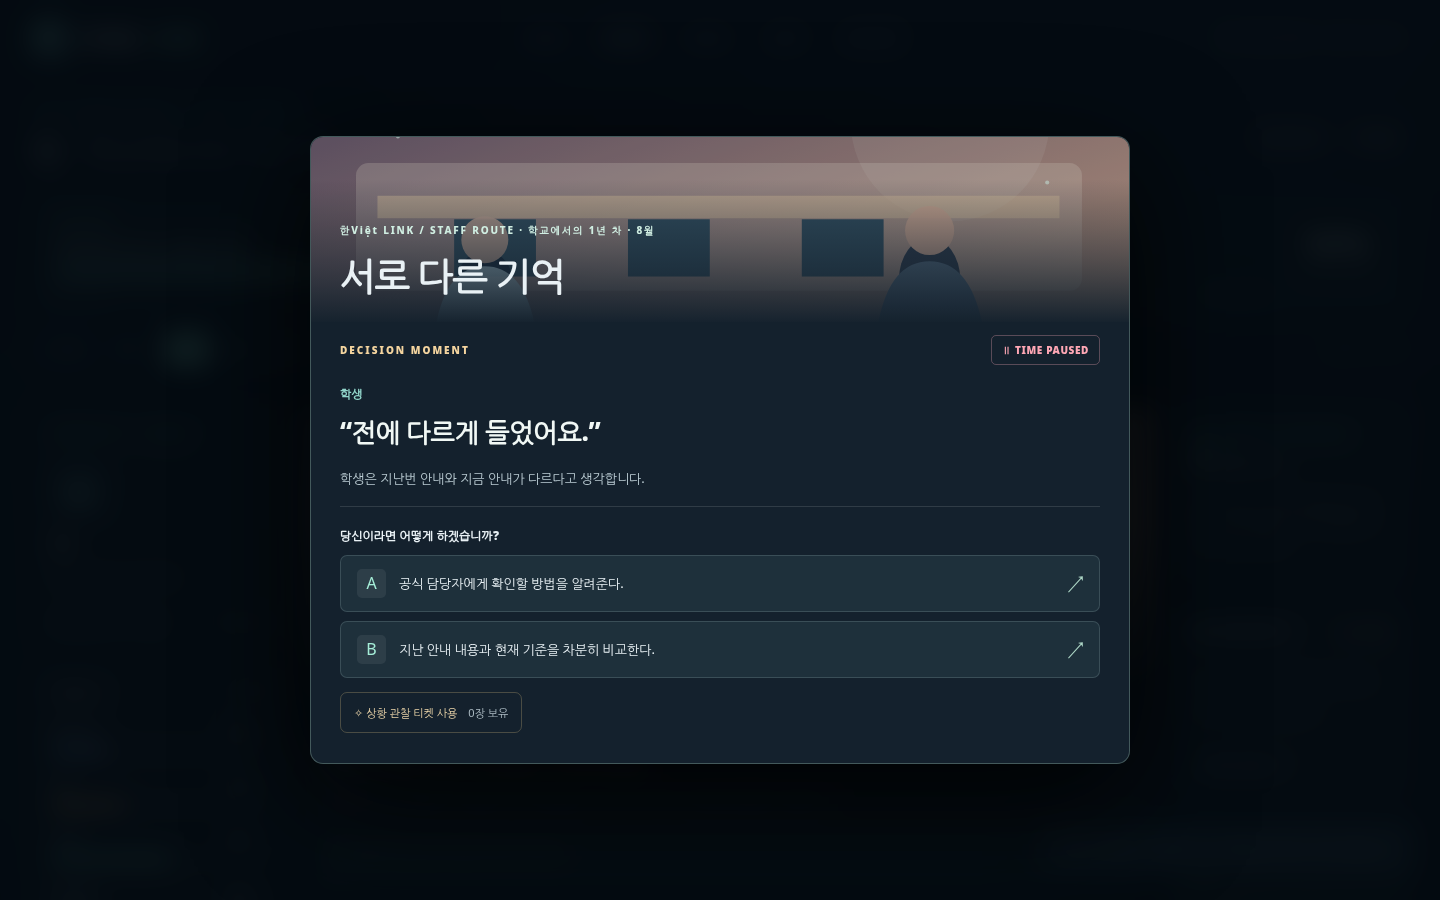 한Việt LINK / STAFF ROUTE · 학교에서의 1년 차 · 8월
서로 다른 기억
DECISION MOMENT
⏸ TIME PAUSED
학생
“전에 다르게 들었어요.”
학생은 지난번 안내와 지금 안내가 다르다고 생각합니다.
당신이라면 어떻게 하겠습니까?
A 공식 담당자에게 확인할 방법을 알려준다. ↗
B 지난 안내 내용과 현재 기준을 차분히 비교한다. ↗
✧ 상황 관찰 티켓 사용 0장 보유